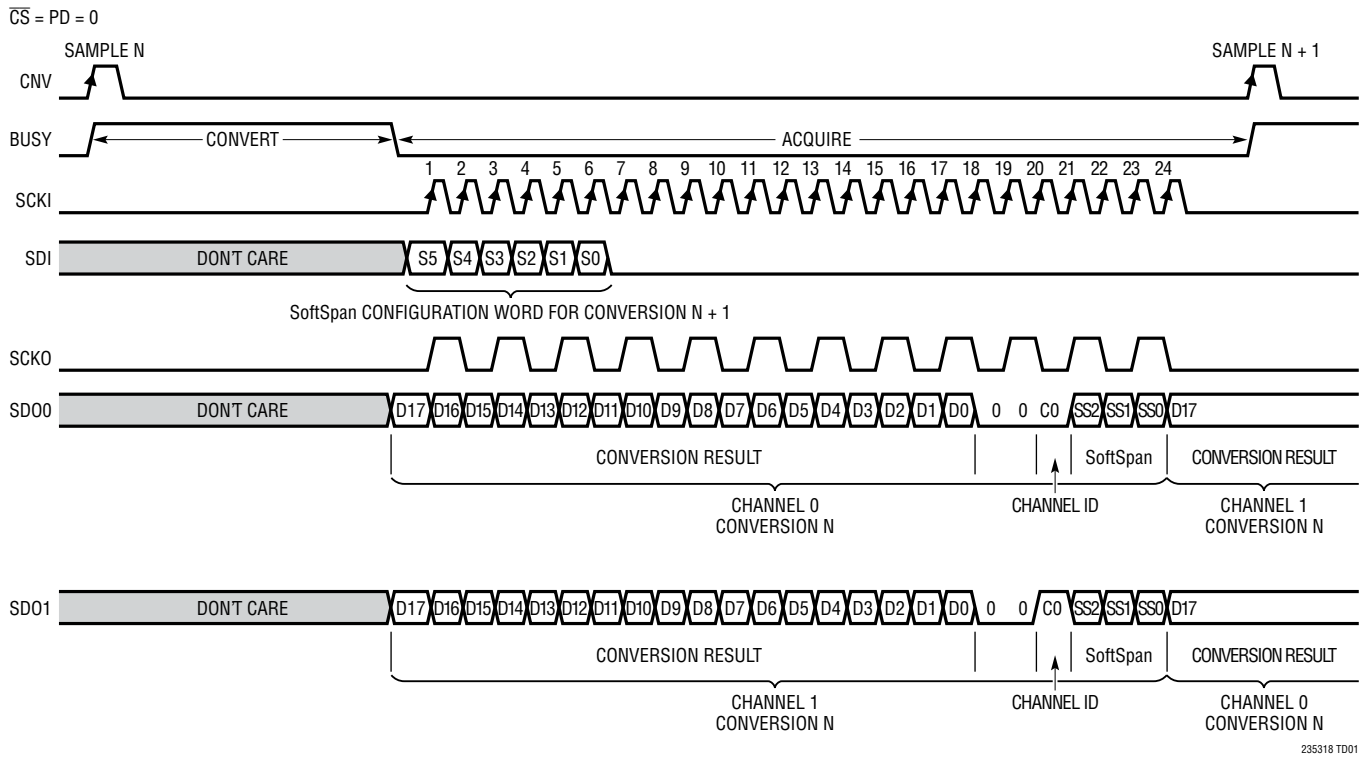 CS = PD = 0
SAMPLE N SAMPLE N + 1
CNV
BUSY CONVERT ACQUIRE
1 2 3 4 5 6 7 8 9 10 11 12 13 14 15 16 17 18 19 20 21 22 23 24
SCKI
SDI DON'T CARE S5 S4 S3 S2 S1 S0
SoftSpan CONFIGURATION WORD FOR CONVERSION N + 1
SCKO
SDO0 DON'T CARE D17 D16 D15 D14 D13 D12 D11 D10 D9 D8 D7 D6 D5 D4 D3 D2 D1 D0 0 0 C0 SS2 SS1 SS0 D17
CONVERSION RESULT SoftSpan CONVERSION RESULT
CHANNEL 0 CHANNEL ID CHANNEL 1
CONVERSION N CONVERSION N
SDO1 DON'T CARE D17 D16 D15 D14 D13 D12 D11 D10 D9 D8 D7 D6 D5 D4 D3 D2 D1 D0 0 0 C0 SS2 SS1 SS0 D17
CONVERSION RESULT SoftSpan CONVERSION RESULT
CHANNEL 1 CHANNEL ID CHANNEL 0
CONVERSION N CONVERSION N
235318 TD01